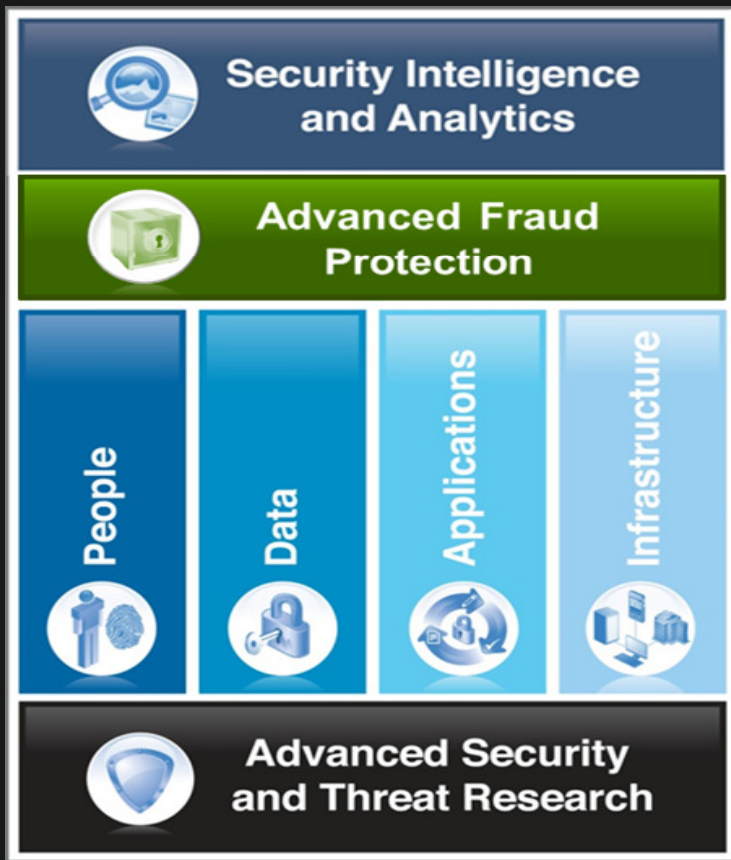 Security Intelligence
and Analytics
Advanced Fraud
Protection
People
Data
Applications
Infrastructure
Advanced Security
and Threat Research